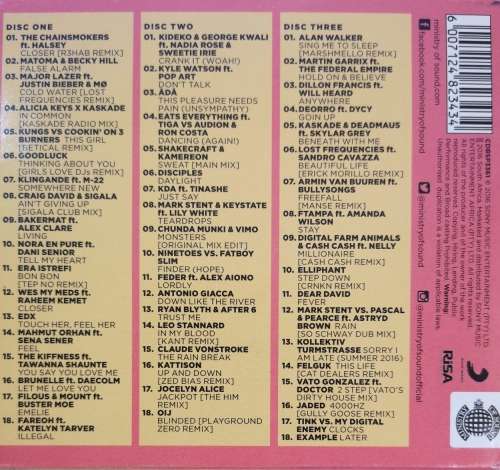 DISC ONE
01. THE CHAINSMOKERS
ft. HALSEY
CLOSER [R3HAB REMIX]
02. MATOMA & BECKY HILL
FALSE ALARM
03. MAJOR LAZER ft.
JUSTIN BIEBER & MØ
COLD WATER [LOST
FREQUENCIES REMIX]
04. ALICIA KEYS X KASKADE
IN COMMON
[KASKADE RADIO MIX]
05. KUNGS VS COOKIN' ON 3
BURNERS THIS GIRL
[BETICAL REMIX]
06. GOODLUCK
THINKING ABOUT YOU
[GIRLS LOVE DJs REMIX]
07. KLINGANDE ft. M-22
SOMEWHERE NEW
08. CRAIG DAVID & SIGALA
AIN'T GIVING UP
[SIGALA CLUB MIX]
09. BAKERMAT ft.
ALEX CLARE
LIVING
10. NORA EN PURE ft.
DANI SENIOR
TELL MY HEART
11. ERA ISTREFI
BON BON
[TEP NO REMIX]
12. WES MY MEDS ft.
RAHEEM KEMET
CLOSER
13. EDX
TOUCH HER, FEEL HER
14. MAHMUT ORHAN ft.
SENA SENER
FEEL
15. THE KIFFNESS ft.
TAWANNA SHAUNTE
YOU SAY YOU LOVE ME
16. BRUNELLE ft. DAECOLM
LET ME LOVE YOU
17. FILOUS & MOUNT ft.
BUSTER MOE
EMELIE
18. FAREOH ft.
KATELYN TARVER
ILLEGAL
DISC TWO
01. KIDEKO & GEORGE KWALI
ft. NADIA ROSE &
SWEETIE IRIE
CRANK IT (WOAH!)
02. KYLE WATSON ft.
POP ART
DON'T TALK
03. ÅDÅ
THIS PLEASURE NEEDS
PAIN (UNSYMPATHY)
04. EATS EVERYTHING ft.
TIGA VS AUDION &
RON COSTA
DANCING (AGAIN!)
05. SHAKECRAFT &
KAMEREON
SWEAT [MAIN MIX]
06. DISCIPLES
DAYLIGHT
07. KDA ft. TINASHE
JUST SAY
08. MARK STENT & KEYSTATE
ft. LILY WHITE
TEARDROPS
09. CHUNDA MUNKI & VIMO
MONSTERS
[ORIGINAL MIX EDIT]
10. NINETOES VS. FATBOY
SLIM
FINDER (HOPE)
11. FEDER ft. ALEX AIONO
LORDLY
12. ANTONIO GIACCA
DOWN LIKE THE RIVER
13. RYAN BLYTH & AFTER 6
TRUST ME
14. LEO STANNARD
IN MY BLOOD
[KANT REMIX]
15. CLAUDE VONSTROKE
THE RAIN BREAK
16. KATTISON
UP AND DOWN
[ZED BIAS REMIX]
17. JOCELYN ALICE
JACKPOT [THE HIM
REMIX]
18. OIJ
BLINDED [PLAYGROUND
ZER0 REMIX]
DISC THREE
01. ALAN WALKER
SING ME TO SLEEP
[MARSHMELLO REMIX]
02. MARTIN GARRIX ft.
THE FEDERAL EMPIRE
HOLD ON & BELIEVE
03. DILLON FRANCIS ft.
WILL HEARD
ANYWHERE
04. DEORRO ft. DYCY
GOIN UP
05. KASKADE & DEADMAU5
ft. SKYLAR GREY
BENEATH WITH ME
06. LOST FREQUENCIES ft.
SANDRO CAVAZZA
BEAUTIFUL LIFE
[ERICK MORILLO REMIX]
07. ARMIN VAN BUUREN ft.
BULLYSONGS
FREEFALL
[MANSE REMIX]
08. FTAMPA ft. AMANDA
WILSON
STAY
09. DIGITAL FARM ANIMALS
& CASH CASH ft. NELLY
MILLIONAIRE
[CASH CASH REMIX]
10. ELLIPHANT
STEP DOWN
[CRNKN REMIX]
11. DEAR DAVID
FEVER
12. MARK STENT VS. PASCAL
& PEARCE & ASTRYD
BROWN RAIN
[SO SCHWAY DUB MIX]
13. KOLLEKTIV
TURMSTRASSE SORRY I
AM LATE (SUMMER 2016)
14. FELGUK THIS LIFE
[CAT DEALERS REMIX]
15. VATO GONZALEZ ft.
DOCTOR 2 STEP [VATO'S
DIRTY HOUSE MIX]
16. JADED 4000HZ
[GULLY GOOSE REMIX]
17. TINK VS. MY DIGITAL
ENEMY CLOCKS
18. EXAMPLE LATER
ministry of sound.com
facebook.com/ministryofsound
@ministryofsound
@ministryofsoundofficial
6007124823434
RISA